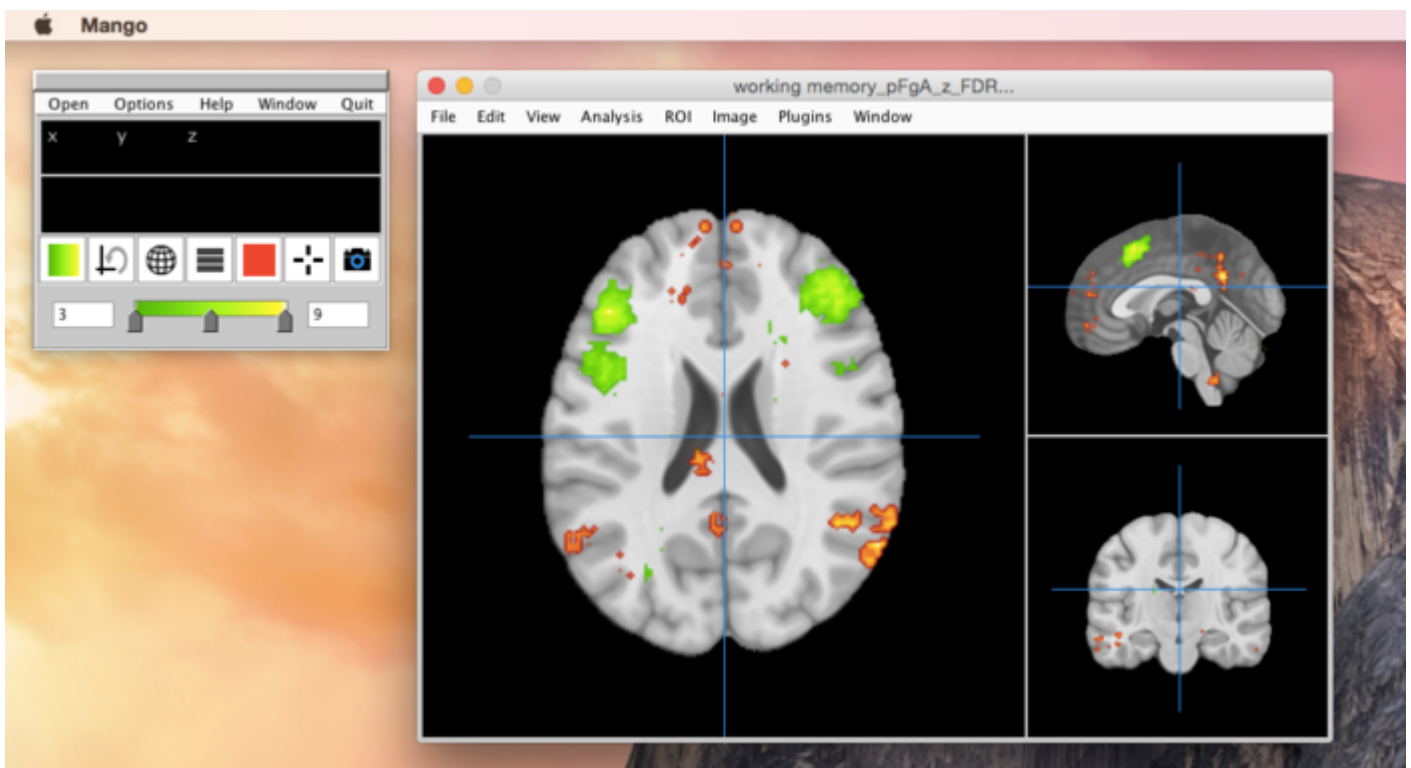 Mango
Open Options Help Window Quit
x y z
3 9
working memory_pFgA_z_FDR...
File Edit View Analysis ROI Image Plugins Window